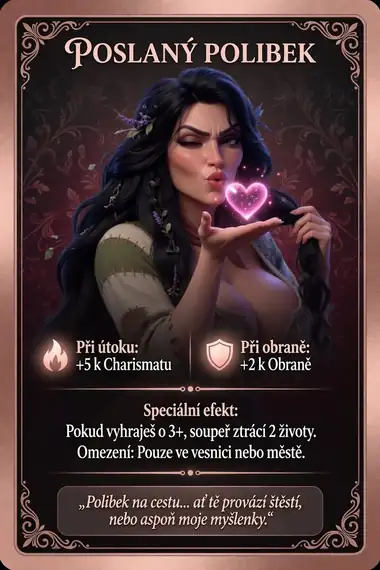 POSLANÝ POLIBEK
Při útoku:
+5 k Charismatu
Při obraně:
+2 k Obraně
Speciální efekt:
Pokud vyhraješ o 3+, soupeř ztrácí 2 životy.
Omezení: Pouze ve vesnici nebo městě.
„Polibek na cestu... ať tě provází štěstí,
nebo aspoň moje myšlenky.“